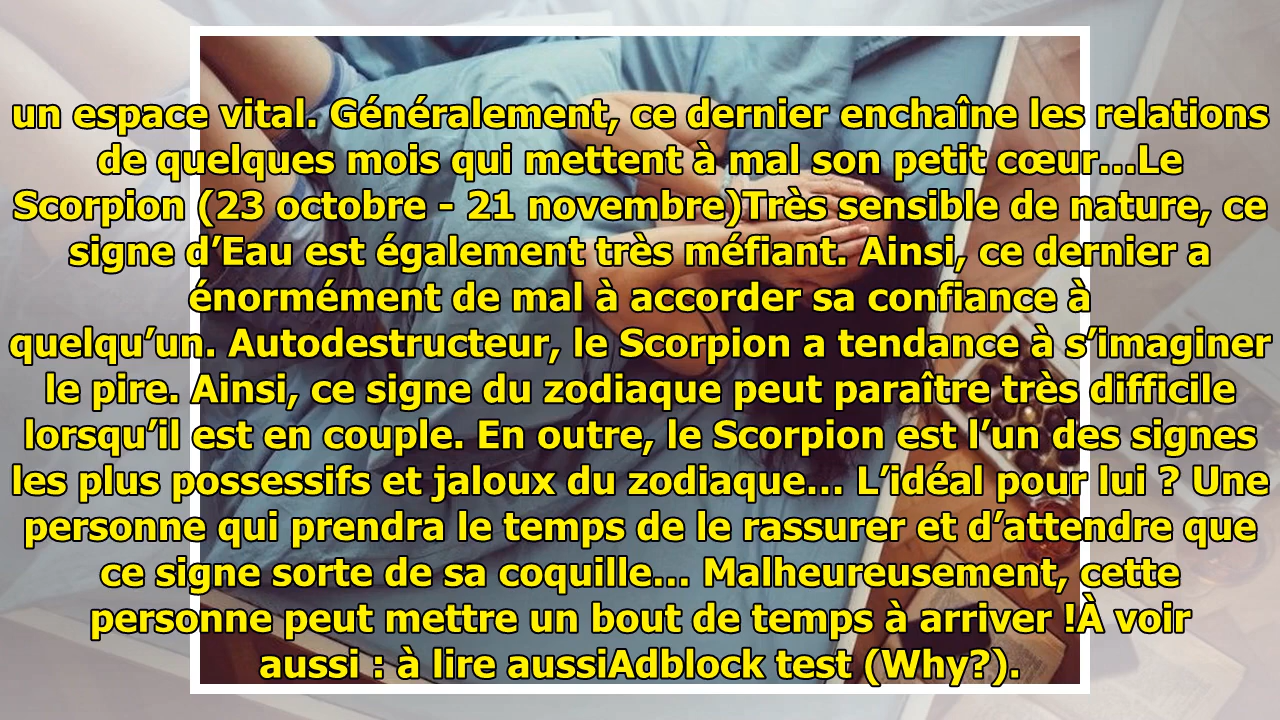 un espace vital. Généralement, ce dernier enchaîne les relations
de quelques mois qui mettent à mal son petit cœur...Le
Scorpion (23 octobre - 21 novembre)Très sensible de nature, ce
signe d’Eau est également très méfiant. Ainsi, ce dernier a
énormément de mal à accorder sa confiance à
quelqu’un. Autodestructeur, le Scorpion a tendance à s’imaginer
le pire. Ainsi, ce signe du zodiaque peut paraître très difficile
lorsqu’il est en couple. En outre, le Scorpion est l’un des signes
les plus possessifs et jaloux du zodiaque... L’idéal pour lui ? Une
personne qui prendra le temps de le rassurer et d’attendre que
ce signe sorte de sa coquille... Malheureusement, cette
personne peut mettre un bout de temps à arriver !À voir
aussi : à lire aussiAdblock test (Why?).